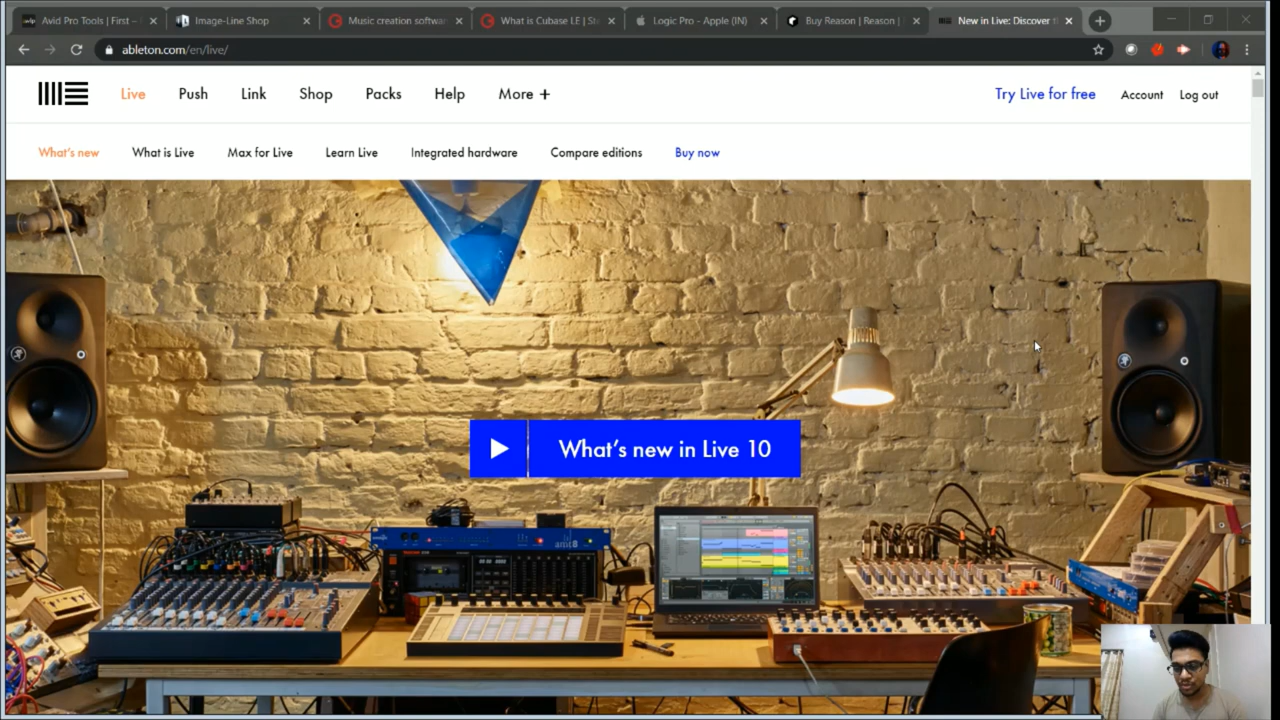 Avid Pro Tools | First –
Image-Line Shop
Music creation softwar
What is Cubase LE | St
Logic Pro - Apple (IN)
Buy Reason | Reason |
New in Live: Discover t
ableton.com/en/live/
Live Push Link Shop Packs Help More +
Try Live for free Account Log out
What's new What is Live Max for Live Learn Live Integrated hardware Compare editions Buy now
What's new in Live 10